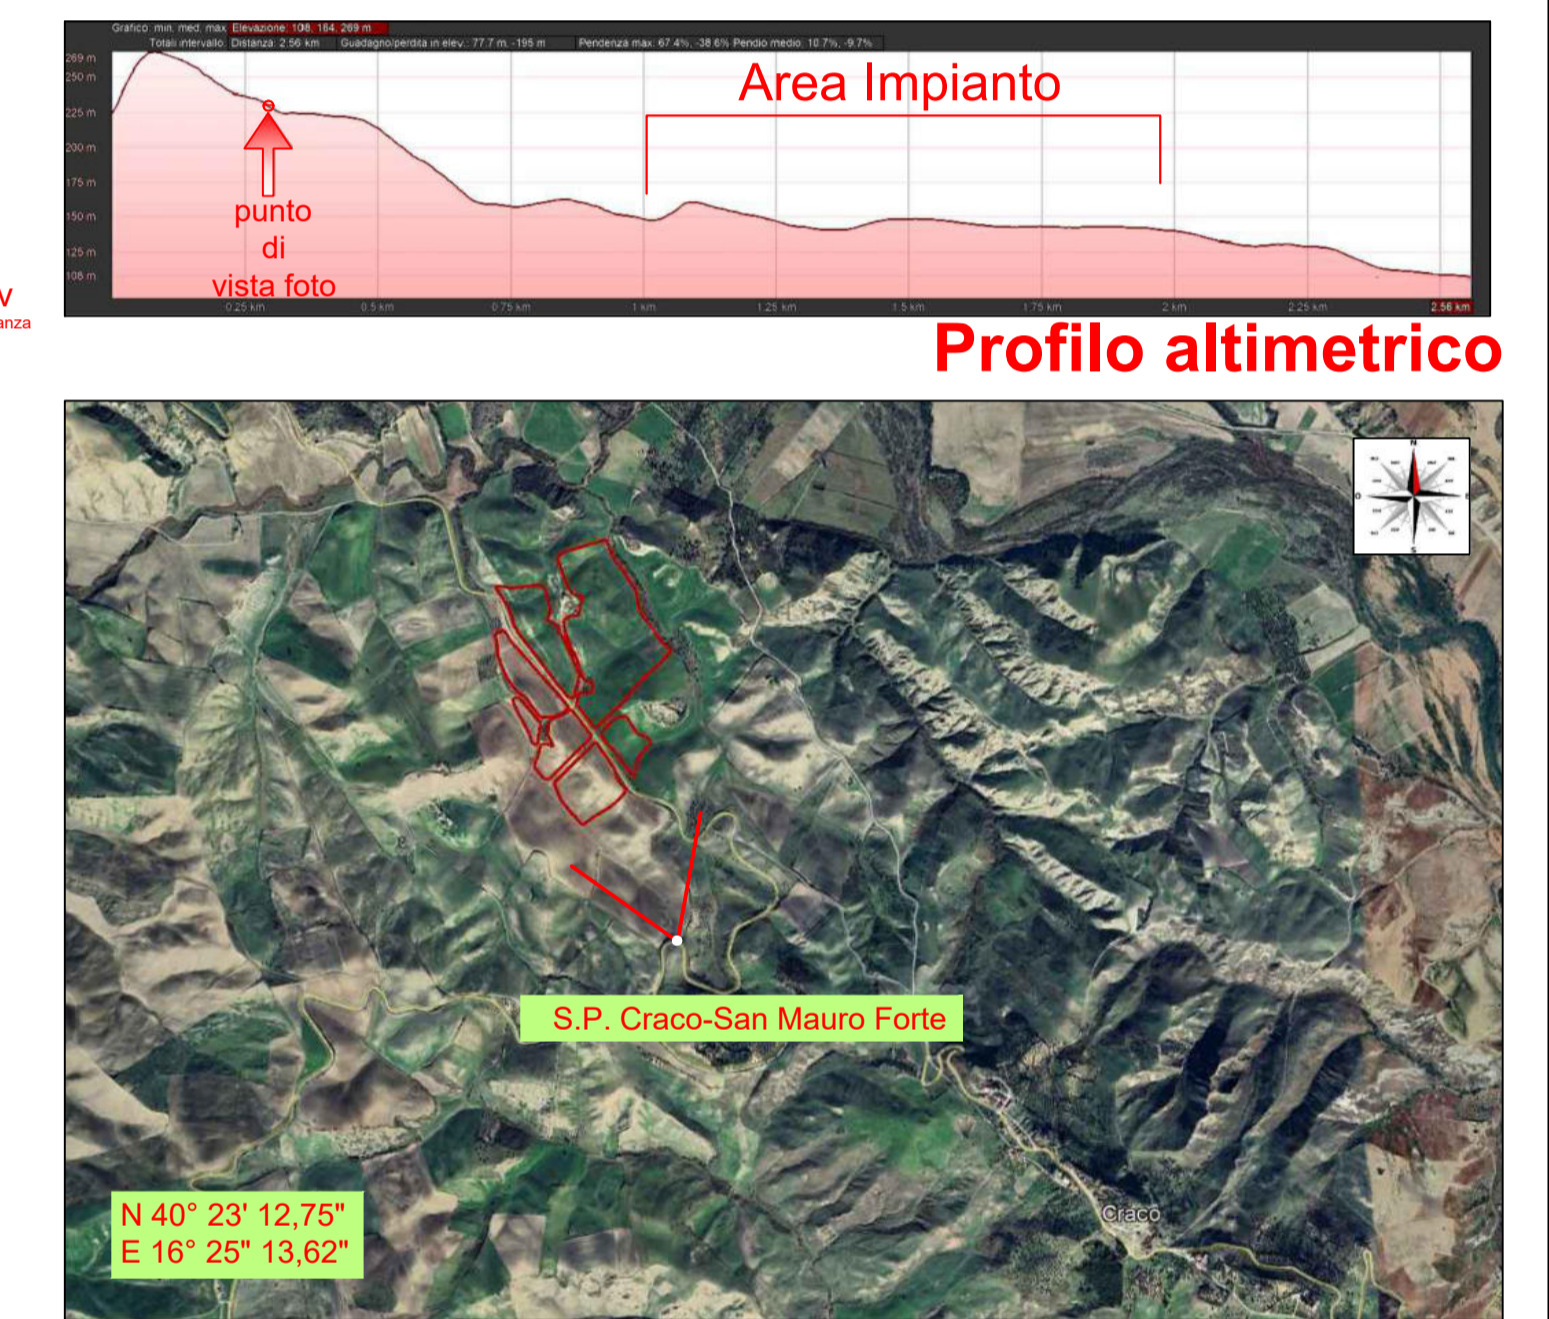 Grafico: min, med, max Elevazione: 108, 164, 269 m
Totali intervallo: Distanza: 2.56 km Guadagno/perdita in elev.: 77.7 m, -195 m Pendenza max: 67.4%, -38.6% Pendio medio: 10.7%, -9.7%
269 m
250 m
225 m
200 m
175 m
150 m
125 m
108 m
Area Impianto
punto
di
vista foto
0.25 km 0.5 km 0.75 km 1 km 1.25 km 1.5 km 1.75 km 2 km 2.25 km 2.56 km
v
anza
Profilo altimetrico
N
S
S.P. Craco-San Mauro Forte
N 40° 23' 12,75"
E 16° 25" 13,62"
Craco